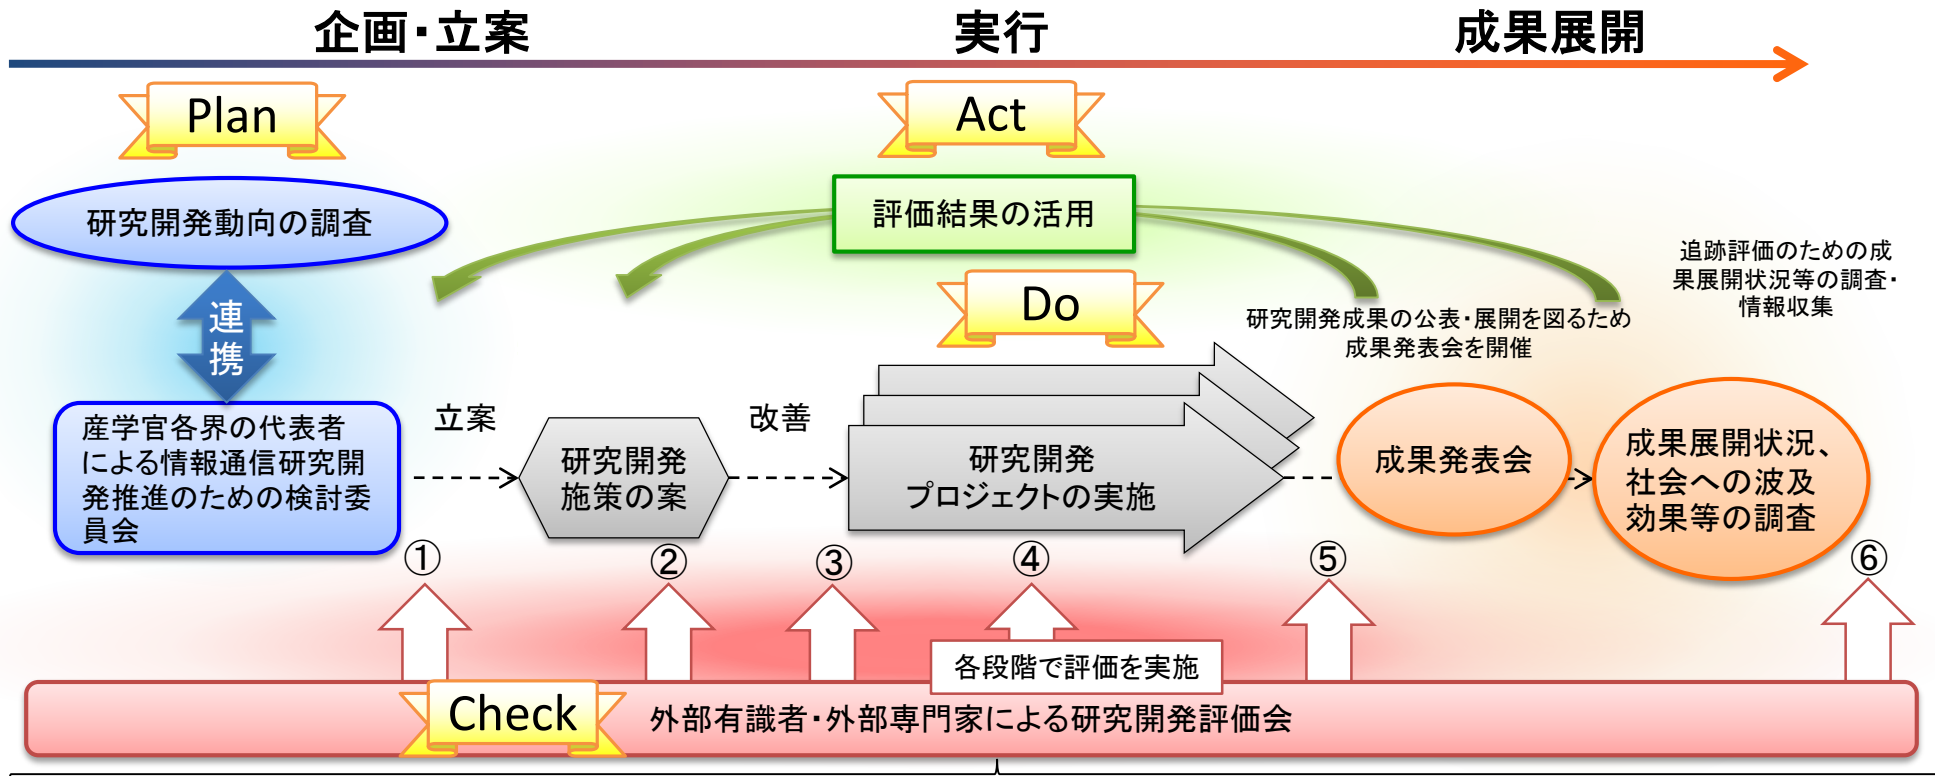 企画・立案
実行
成果展開
Plan
Act
研究開発動向の調査
評価結果の活用
追跡評価のための成
果展開状況等の調査・
情報収集
連
携
Do
研究開発成果の公表・展開を図るため
成果発表会を開催
産学官各界の代表者
による情報通信研究開
発推進のための検討委
員会
立案
研究開発
施策の案
改善
研究開発
プロジェクトの実施
成果発表会
成果展開状況、
社会への波及
効果等の調査
①
②
③
④
⑤
⑥
各段階で評価を実施
Check
外部有識者・外部専門家による研究開発評価会